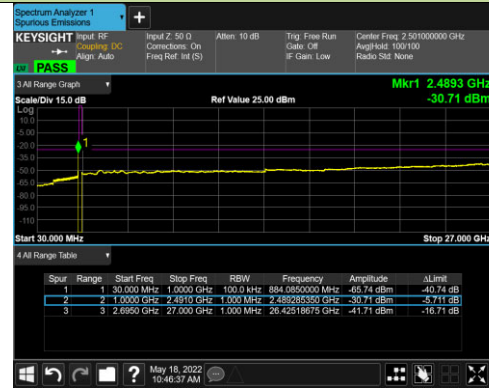 Spectrum Analyzer 1
Spurious Emissions
+
KEYSIGHT Input: RF
Coupling: DC
Align: Auto
Input Z: 50 Ω
Corrections: On
Freq Ref: Int (S)
Atten: 10 dB
Trig: Free Run
Gate: Off
IF Gain: Low
Center Freq: 2.501000000 GHz
Avg|Hold: 100/100
Radio Std: None
PASS
3 All Range Graph
Mkr1 2.4893 GHz
Scale/Div 15.0 dB
Ref Value 25.00 dBm
-30.71 dBm
Log
10.0
-5.00
-20.0
1
-35.0
-50.0
-65.0
-80.0
-95.0
-110
Start 30.000 MHz
Stop 27.000 GHz
4 All Range Table
Spur Range Start Freq Stop Freq RBW Frequency Amplitude ΔLimit
1 1 30.000 MHz 1.0000 GHz 100.0 kHz 884.0850000 MHz -65.74 dBm -40.74 dB
2 2 1.0000 GHz 2.4910 GHz 1.000 MHz 2.489285350 GHz -30.71 dBm -5.711 dB
3 3 2.6950 GHz 27.000 GHz 1.000 MHz 26.42518675 GHz -41.71 dBm -16.71 dB
?
May 18, 2022
10:46:37 AM